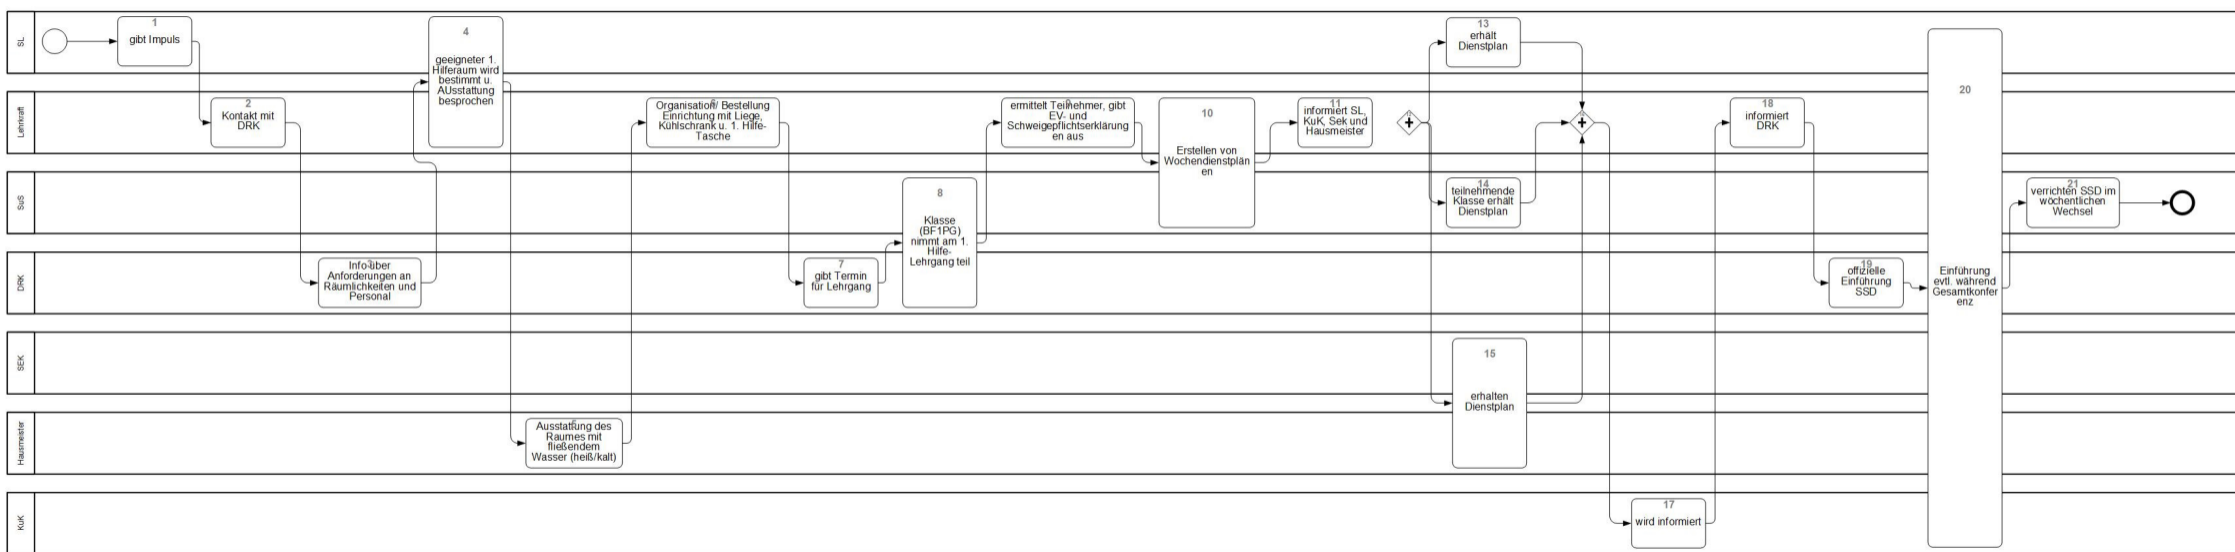 SL
1
gibt Impuls
4
geeigneter 1.
Hilferaum wird
bestimmt u.
AUsstattung
besprochen
13
erhält
Dienstplan
Lehrkraft
2
Kontakt mit
DRK
Organisation/ Bestellung
Einrichtung mit Liege,
Kühlschrank u. 1. Hilfe-
Tasche
ermittelt Teilnehmer, gibt
EV- und
Schweigepflichtserklärung
en aus
10
Erstellen von
Wochendienstplän
en
11
informiert SL,
KuK, Sek und
Hausmeister
18
informiert
DRK
20
Einführung
evtl. während
Gesamtkonfer
enz
SuS
8
Klasse
(BF1PG)
nimmt am 1.
Hilfe-
Lehrgang teil
14
teilnehmende
Klasse erhält
Dienstplan
21
verrichten SSD im
wöchentlichen
Wechsel
DRK
Info über
Anforderungen an
Räumlichkeiten und
Personal
7
gibt Termin
für Lehrgang
19
offizielle
Einführung
SSD
SEK
15
erhalten
Dienstplan
Hausmeister
Ausstattung des
Raumes mit
fließendem
Wasser (heiß/kalt)
KuK
17
wird informiert